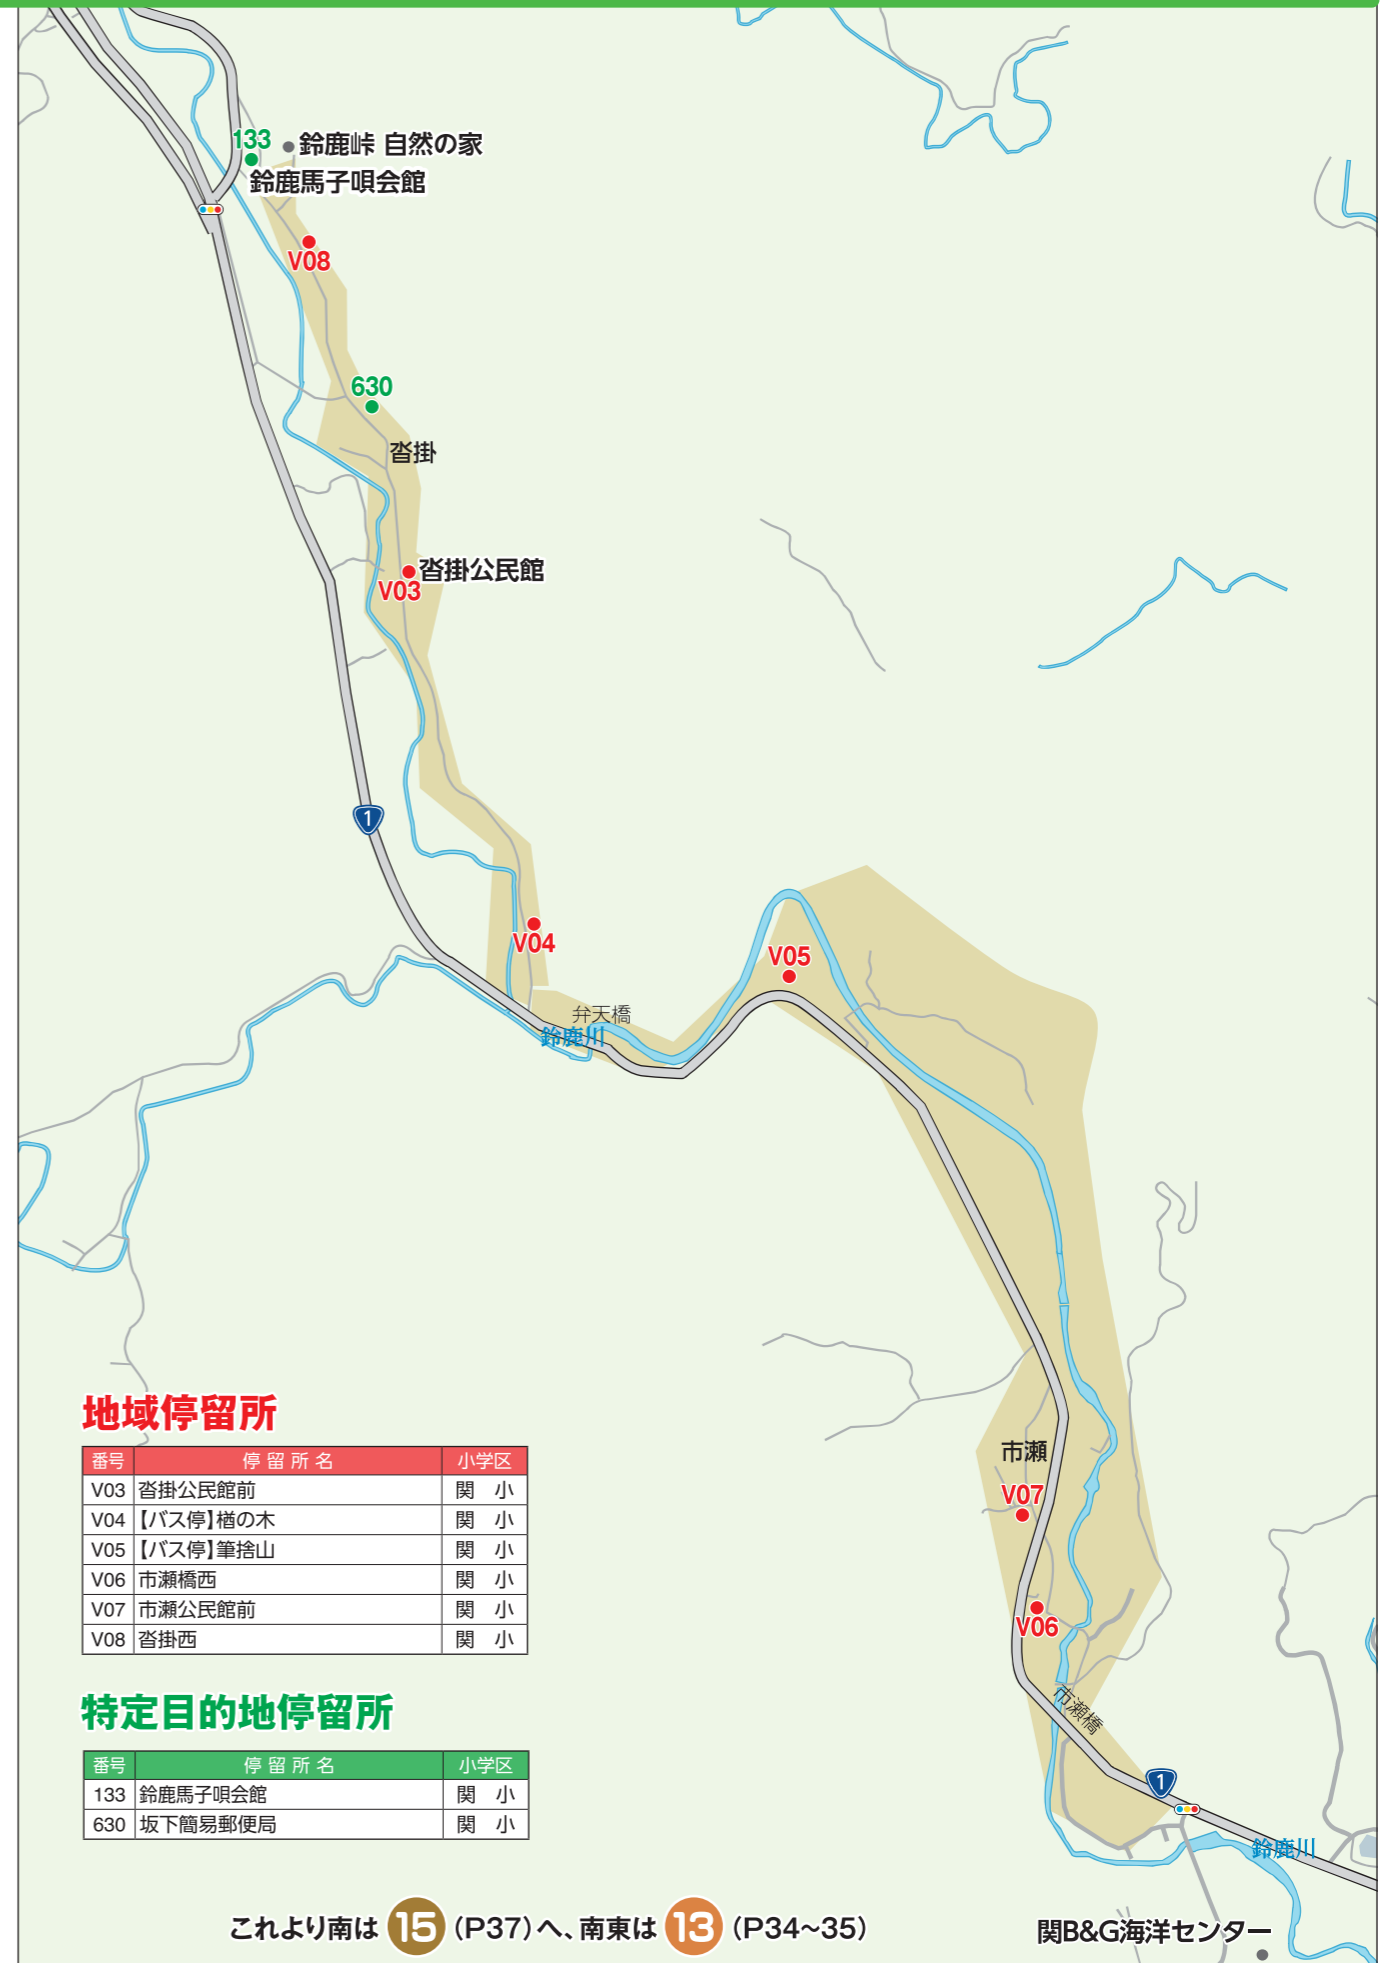 133
鈴鹿峠 自然の家
鈴鹿馬子唄会館
V08
630
沓掛
沓掛公民館
V03
1
V04
V05
弁天橋
鈴鹿川
市瀬
V07
V06
市瀬橋
1
鈴鹿川
地域停留所
番号 停留所名 小学区
V03 沓掛公民館前 関 小
V04 【バス停】楢の木 関 小
V05 【バス停】筆捨山 関 小
V06 市瀬橋西 関 小
V07 市瀬公民館前 関 小
V08 沓掛西 関 小
特定目的地停留所
番号 停留所名 小学区
133 鈴鹿馬子唄会館 関 小
630 坂下簡易郵便局 関 小
これより南は 15 (P37)へ、南東は 13 (P34~35)
関B&G海洋センター